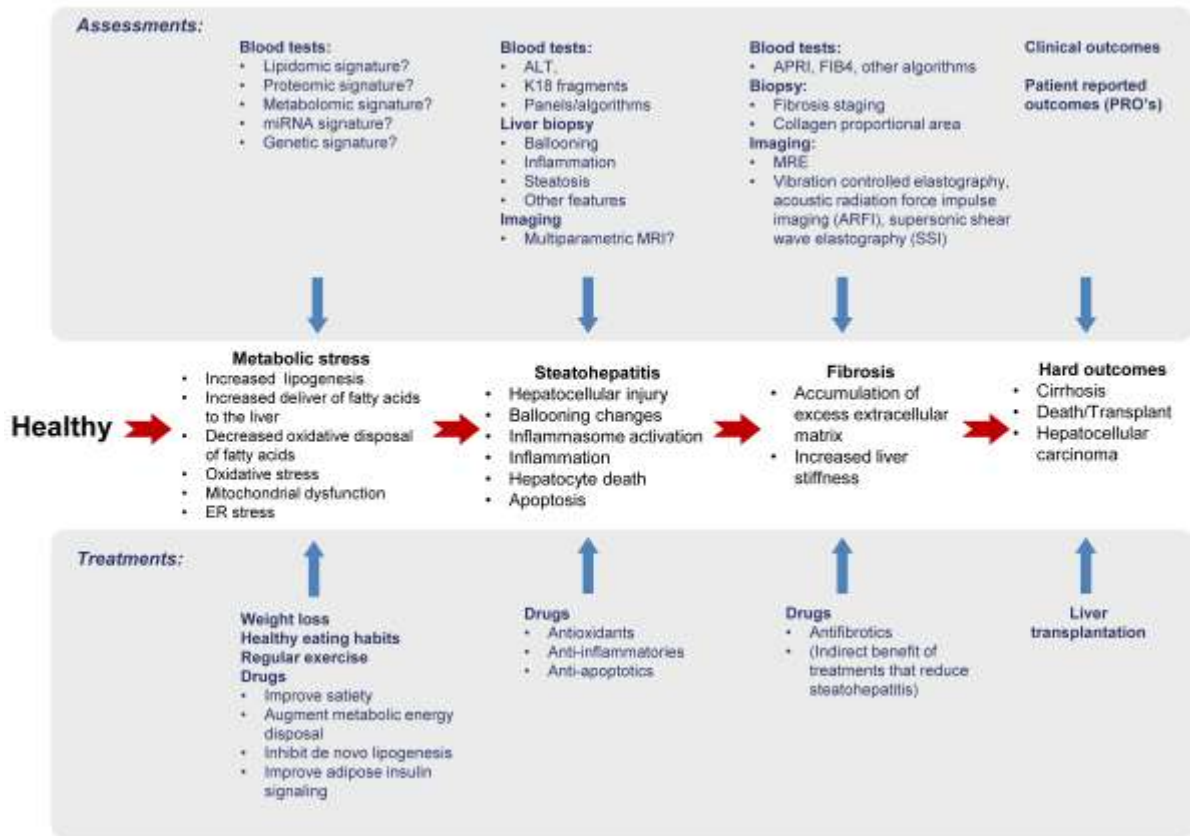 Assessments:
Blood tests:
• Lipidomic signature?
• Proteomic signature?
• Metabolomic signature?
• miRNA signature?
• Genetic signature?
Blood tests:
• ALT,
• K18 fragments
• Panels/algorithms
Liver biopsy
• Ballooning
• Inflammation
• Steatosis
• Other features
Imaging
• Multiparametric MRI?
Blood tests:
• APRI, FIB4, other algorithms
Biopsy:
• Fibrosis staging
• Collagen proportional area
Imaging:
• MRE
• Vibration controlled elastography,
acoustic radiation force impulse
imaging (ARFI), supersonic shear
wave elastography (SSI)
Clinical outcomes
Patient reported
outcomes (PRO's)
Healthy
Metabolic stress
• Increased lipogenesis
• Increased deliver of fatty acids
to the liver
• Decreased oxidative disposal
of fatty acids
• Oxidative stress
• Mitochondrial dysfunction
• ER stress
Steatohepatitis
• Hepatocellular injury
• Ballooning changes
• Inflammasome activation
• Inflammation
• Hepatocyte death
• Apoptosis
Fibrosis
• Accumulation of
excess extracellular
matrix
• Increased liver
stiffness
Hard outcomes
• Cirrhosis
• Death/Transplant
• Hepatocellular
carcinoma
Treatments:
Weight loss
Healthy eating habits
Regular exercise
Drugs
• Improve satiety
• Augment metabolic energy
disposal
• Inhibit de novo lipogenesis
• Improve adipose insulin
signaling
Drugs
• Antioxidants
• Anti-inflammatories
• Anti-apoptotics
Drugs
• Antifibrotics
• (Indirect benefit of
treatments that reduce
steatohepatitis)
Liver
transplantation